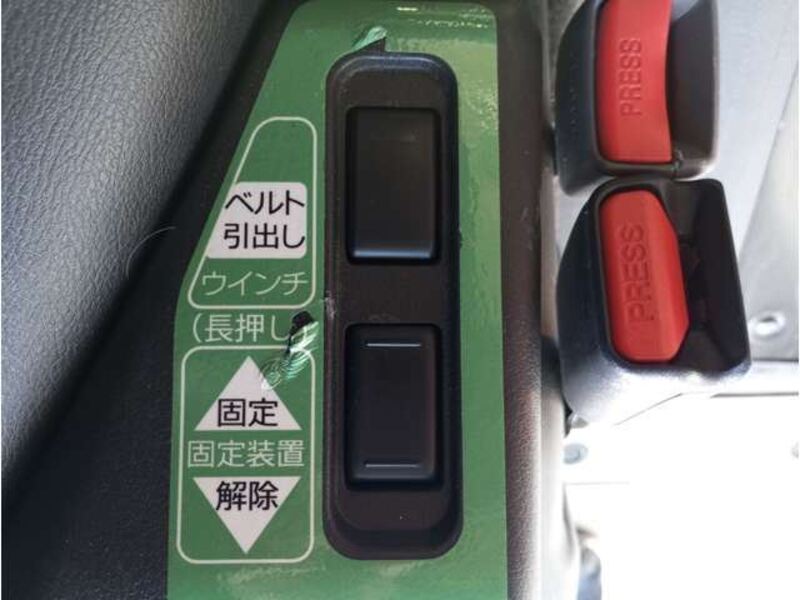 ベルト
引出し
ウインチ
(長押し)
固定
固定装置
解除
PRESS
PRESS